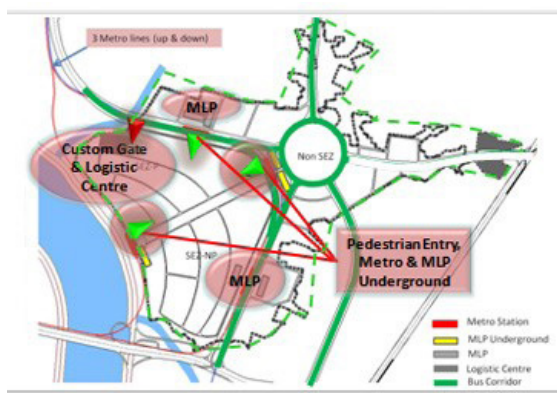 3 Metro lines (up & down)
MLP
Custom Gate
& Logistic
Centre
SEZ-P
Non SEZ
SEZ-NP
MLP
Pedestrian Entry,
Metro & MLP
Underground
Metro Station
MLP Underground
MLP
Logistic Centre
Bus Corridor